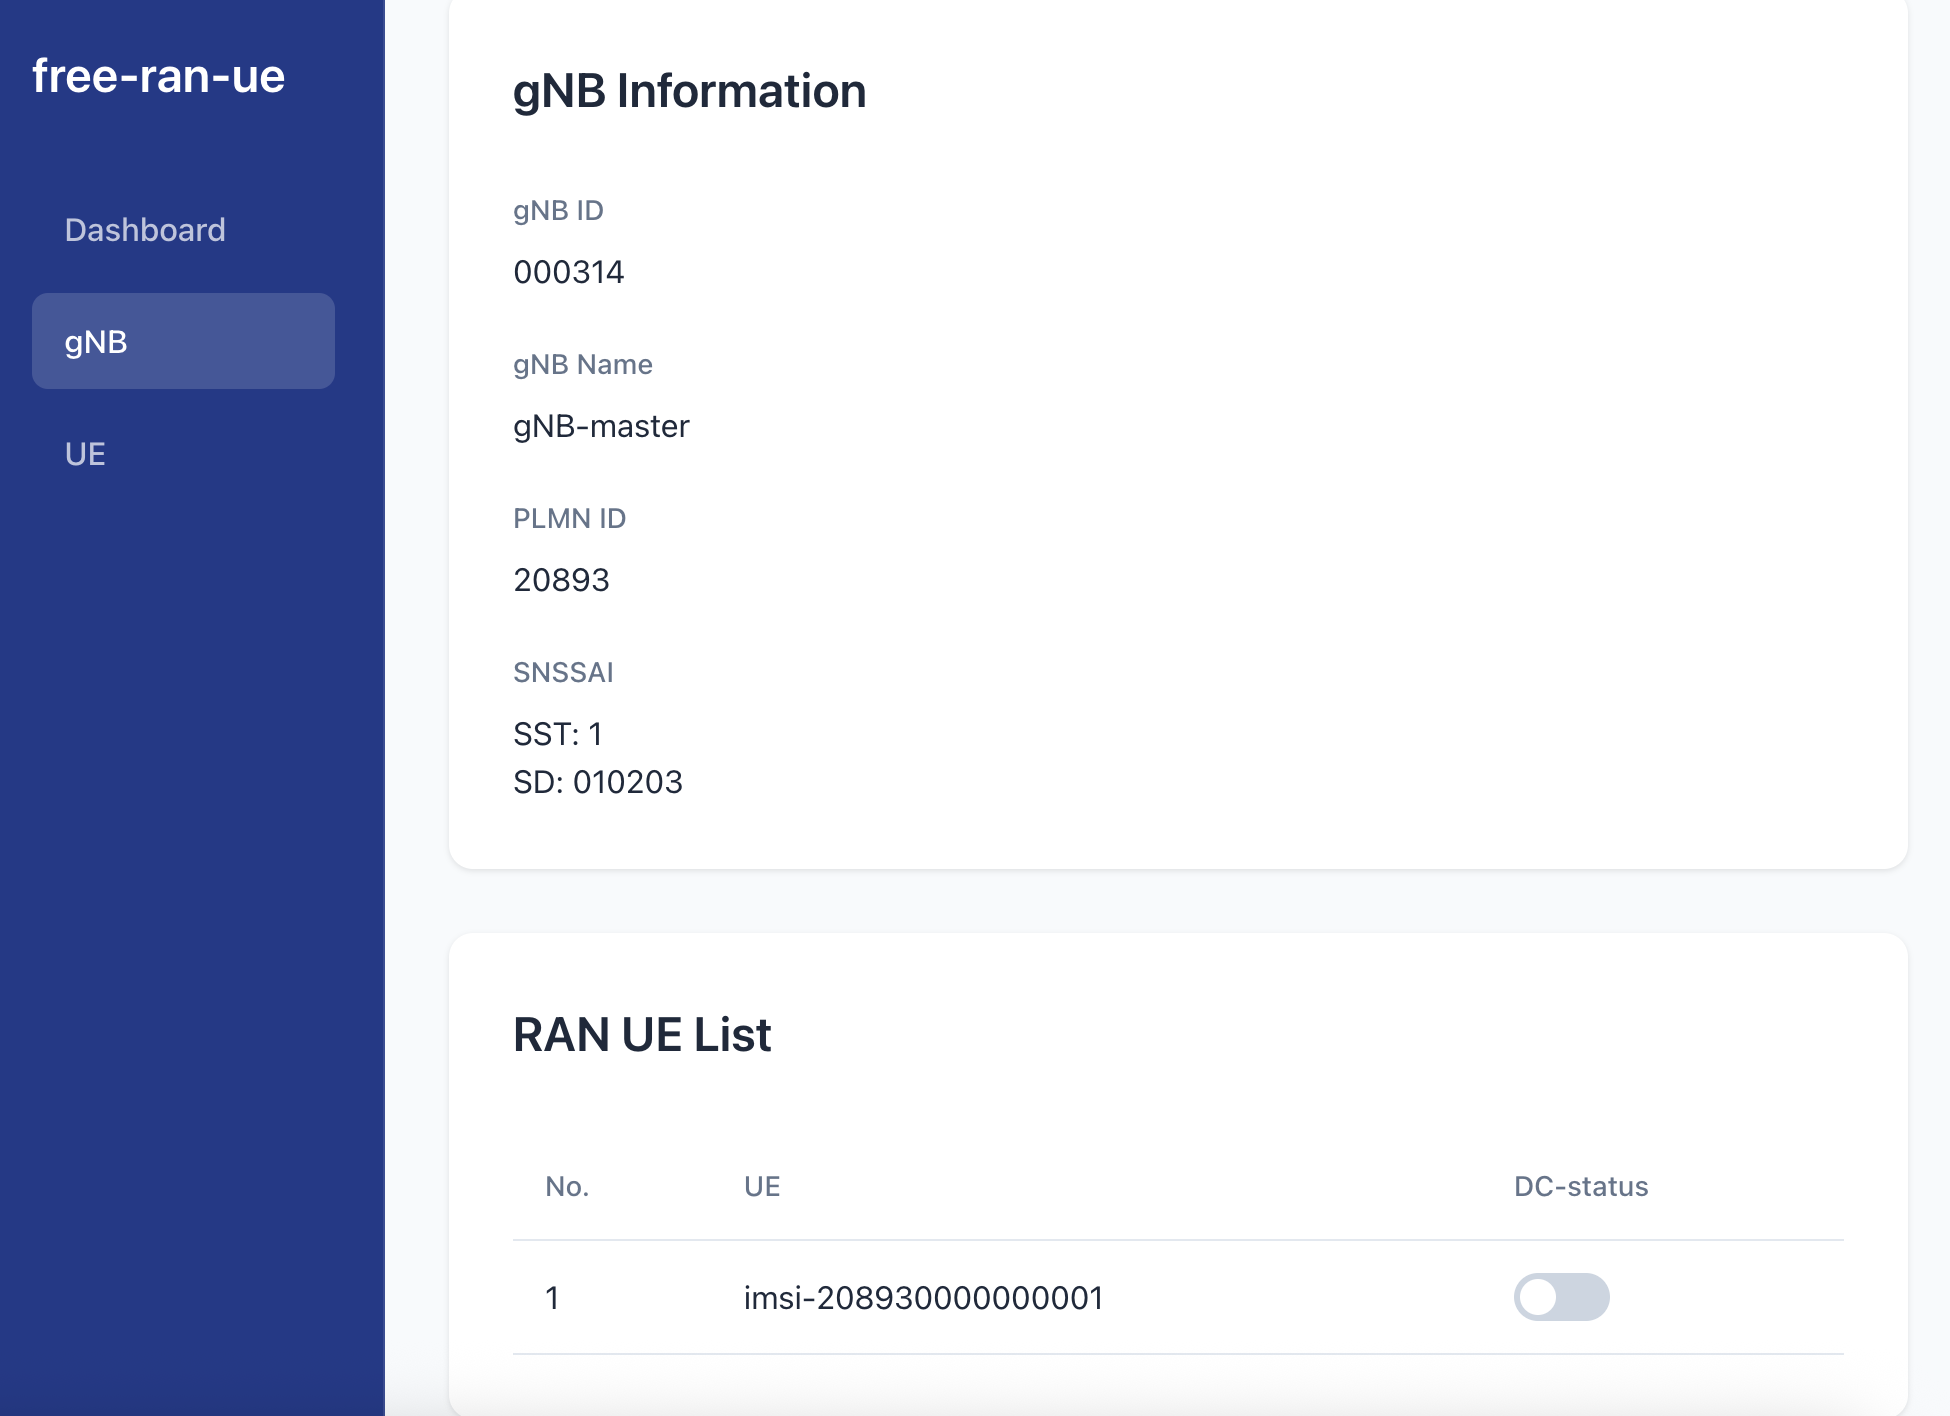 free-ran-ue
Dashboard
gNB
UE
gNB Information
gNB ID
000314
gNB Name
gNB-master
PLMN ID
20893
SNSSAI
SST: 1
SD: 010203
RAN UE List
No. UE DC-status
1 imsi-208930000000001